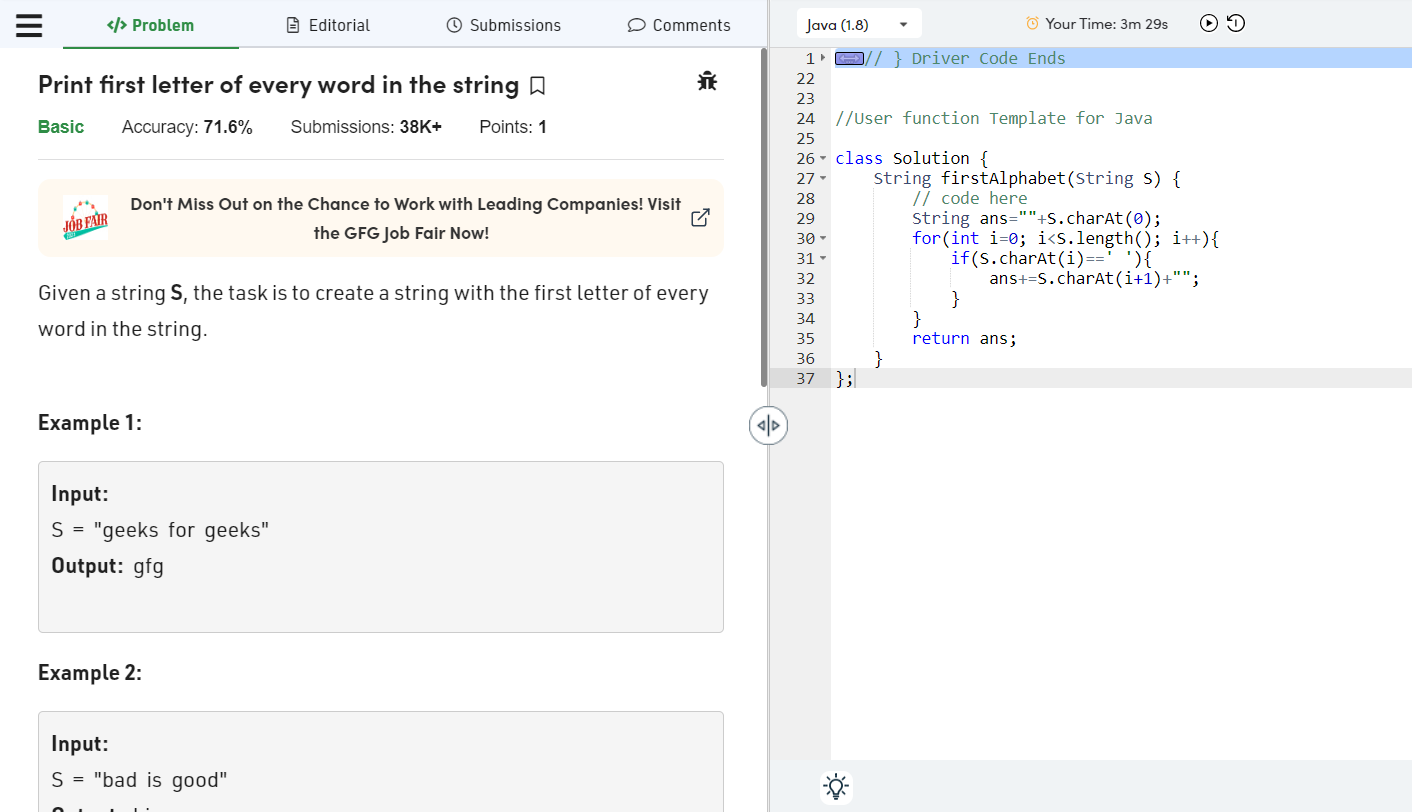 </> Problem
Editorial
Submissions
Comments
Print first letter of every word in the string
Basic Accuracy: 71.6% Submissions: 38K+ Points: 1
JOB FAIR
Don't Miss Out on the Chance to Work with Leading Companies! Visit
the GFG Job Fair Now!
Given a string S, the task is to create a string with the first letter of every
word in the string.
Example 1:
Input:
S = "geeks for geeks"
Output: gfg
Example 2:
Input:
S = "bad is good"
Java (1.8)
Your Time: 3m 29s
1 // } Driver Code Ends
22
23
24 //User function Template for Java
25
26 class Solution {
27 String firstAlphabet(String S) {
28 // code here
29 String ans=""+S.charAt(0);
30 for(int i=0; i<S.length(); i++){
31 if(S.charAt(i)==' '){
32 ans+=S.charAt(i+1)+"";
33 }
34 }
35 return ans;
36 }
37 };